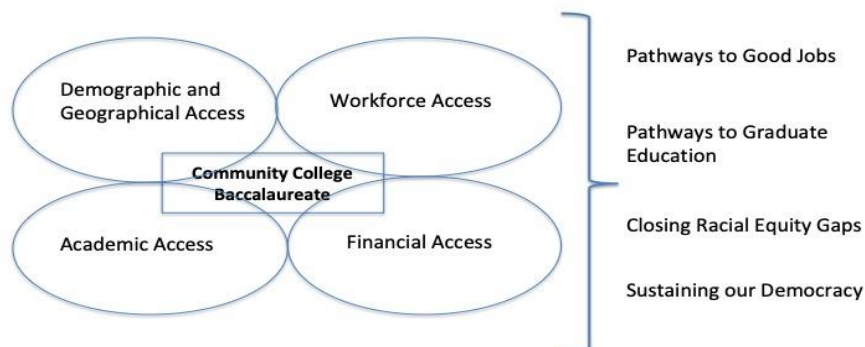 Demographic and
Geographical Access
Workforce Access
Community College
Baccalaureate
Academic Access
Financial Access
Pathways to Good Jobs
Pathways to Graduate
Education
Closing Racial Equity Gaps
Sustaining our Democracy